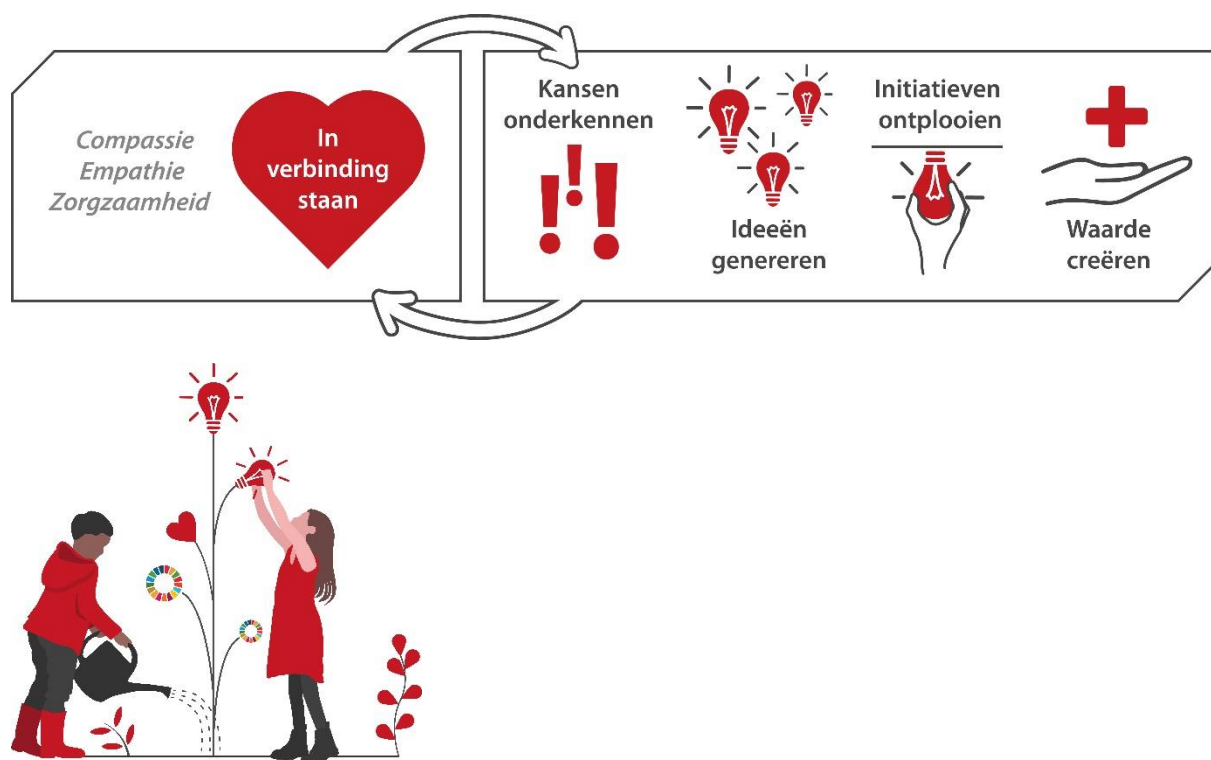 Compassie
Empathie
Zorgzaamheid
In
verbinding
staan
Kansen
onderkennen
Ideeën
genereren
Initiatieven
ontplooien
Waarde
creëren